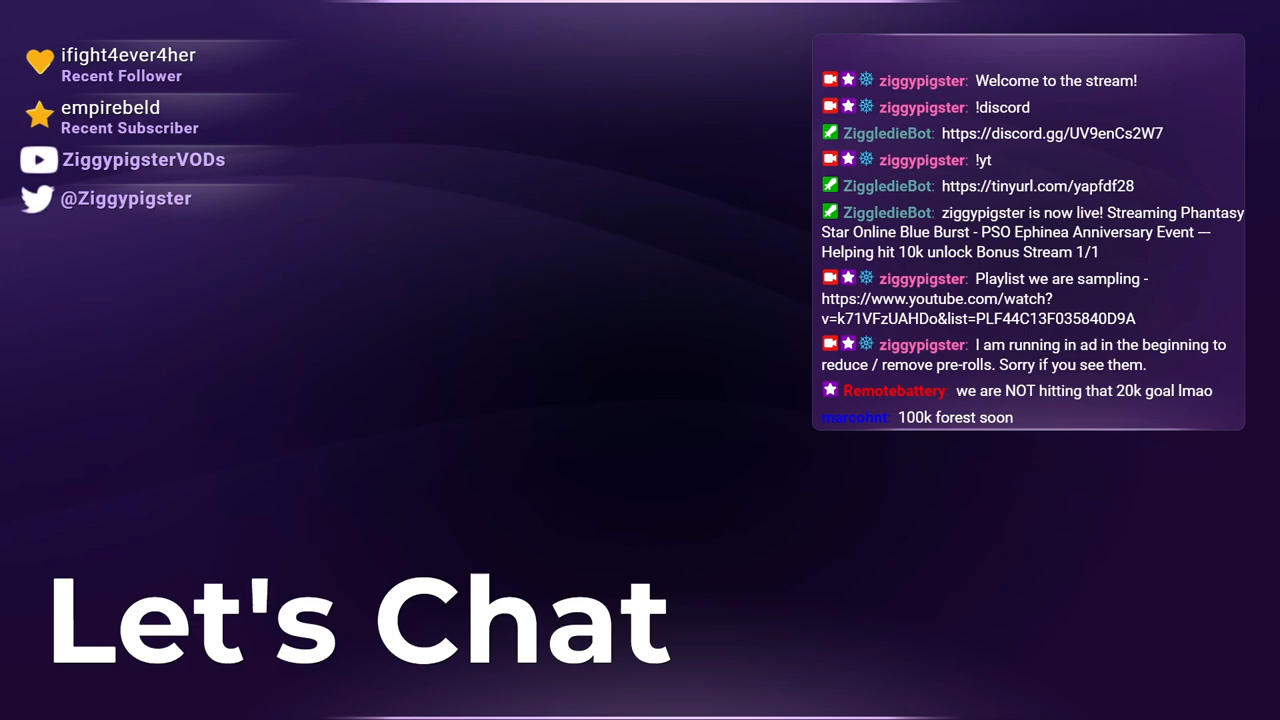 ifight4ever4her
Recent Follower
empirebeld
Recent Subscriber
ZiggypigsterVODs
@Ziggypigster
ziggypigster: Welcome to the stream!
ziggypigster: !discord
ZiggledieBot: https://discord.gg/UV9enCs2W7
ziggypigster: !yt
ZiggledieBot: https://tinyurl.com/yapfdf28
ZiggledieBot: ziggypigster is now live! Streaming Phantasy
Star Online Blue Burst - PSO Ephinea Anniversary Event ---
Helping hit 10k unlock Bonus Stream 1/1
ziggypigster: Playlist we are sampling -
https://www.youtube.com/watch?
v=k71VFzUAHDo&list=PLF44C13F035840D9A
ziggypigster: I am running in ad in the beginning to
reduce / remove pre-rolls. Sorry if you see them.
Remotebattery: we are NOT hitting that 20k goal lmao
marcohnt: 100k forest soon
Let's Chat